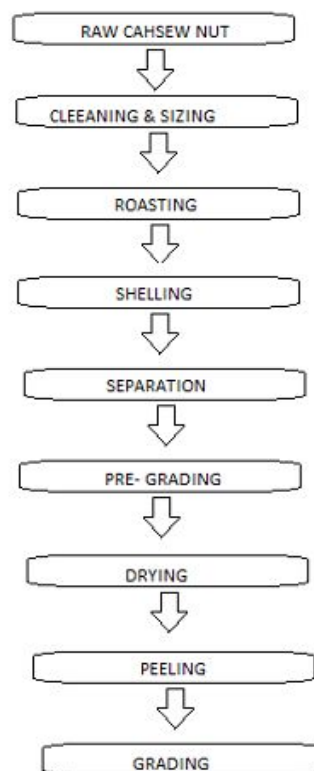 RAW CAHSEW NUT
CLEEANING & SIZING
ROASTING
SHELLING
SEPARATION
PRE- GRADING
DRYING
PEELING
GRADING